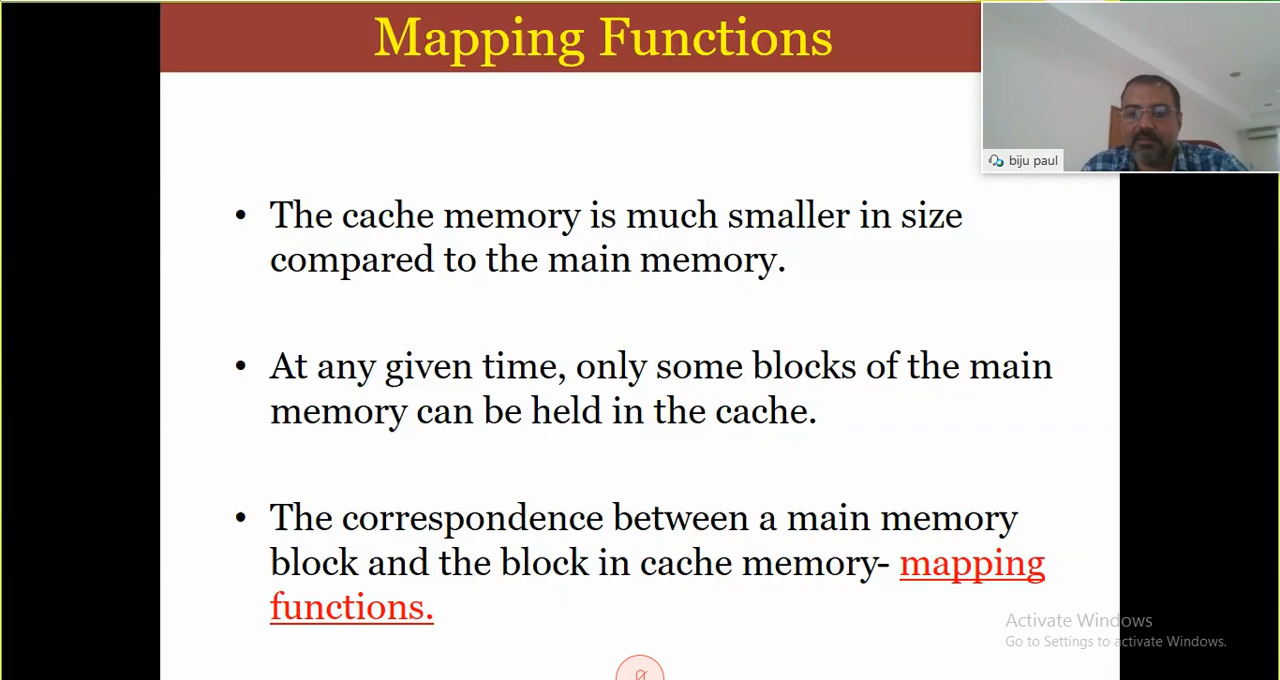 Mapping Functions
biju paul
• The cache memory is much smaller in size
compared to the main memory.
• At any given time, only some blocks of the main
memory can be held in the cache.
• The correspondence between a main memory
block and the block in cache memory- mapping
functions.
Activate Windows
Go to Settings to activate Windows.